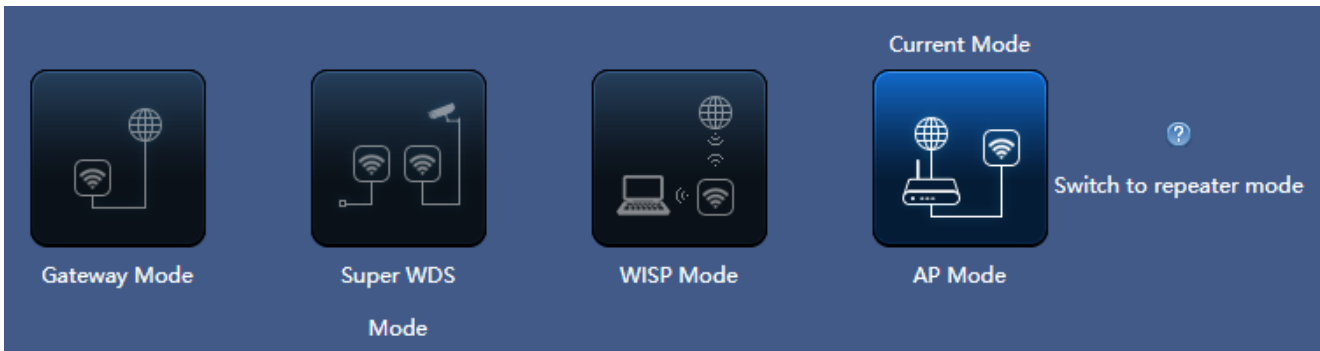 Current Mode
Switch to repeater mode
Gateway Mode
Super WDS
Mode
WISP Mode
AP Mode